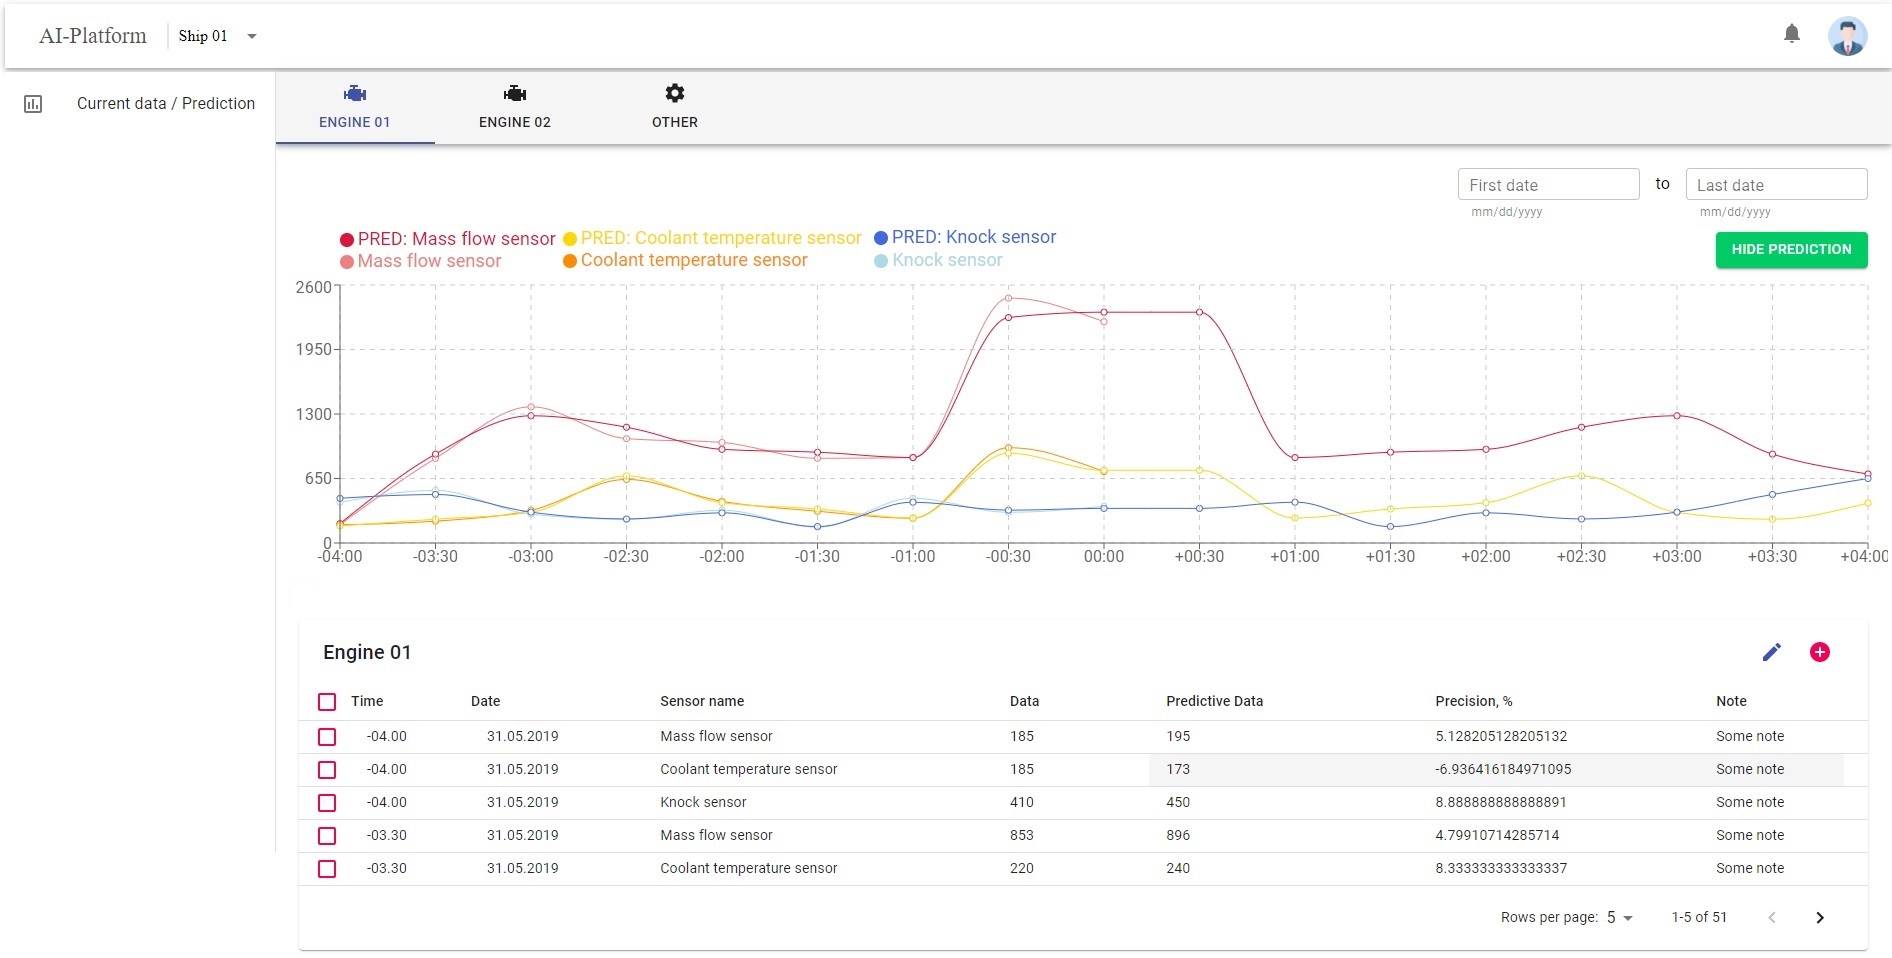 AI-Platform Ship 01
Current data / Prediction
ENGINE 01 ENGINE 02 OTHER
First date to Last date
mm/dd/yyyy mm/dd/yyyy
PRED: Mass flow sensor PRED: Coolant temperature sensor PRED: Knock sensor
Mass flow sensor Coolant temperature sensor Knock sensor
HIDE PREDICTION
2600
1950
1300
650
0
-04:00 -03:30 -03:00 -02:30 -02:00 -01:30 -01:00 -00:30 00:00 +00:30 +01:00 +01:30 +02:00 +02:30 +03:00 +03:30 +04:00
Engine 01
Time Date Sensor name Data Predictive Data Precision, % Note
-04.00 31.05.2019 Mass flow sensor 185 195 5.128205128205132 Some note
-04.00 31.05.2019 Coolant temperature sensor 185 173 -6.936416184971095 Some note
-04.00 31.05.2019 Knock sensor 410 450 8.888888888888891 Some note
-03.30 31.05.2019 Mass flow sensor 853 896 4.79910714285714 Some note
-03.30 31.05.2019 Coolant temperature sensor 220 240 8.333333333333337 Some note
Rows per page: 5 1-5 of 51